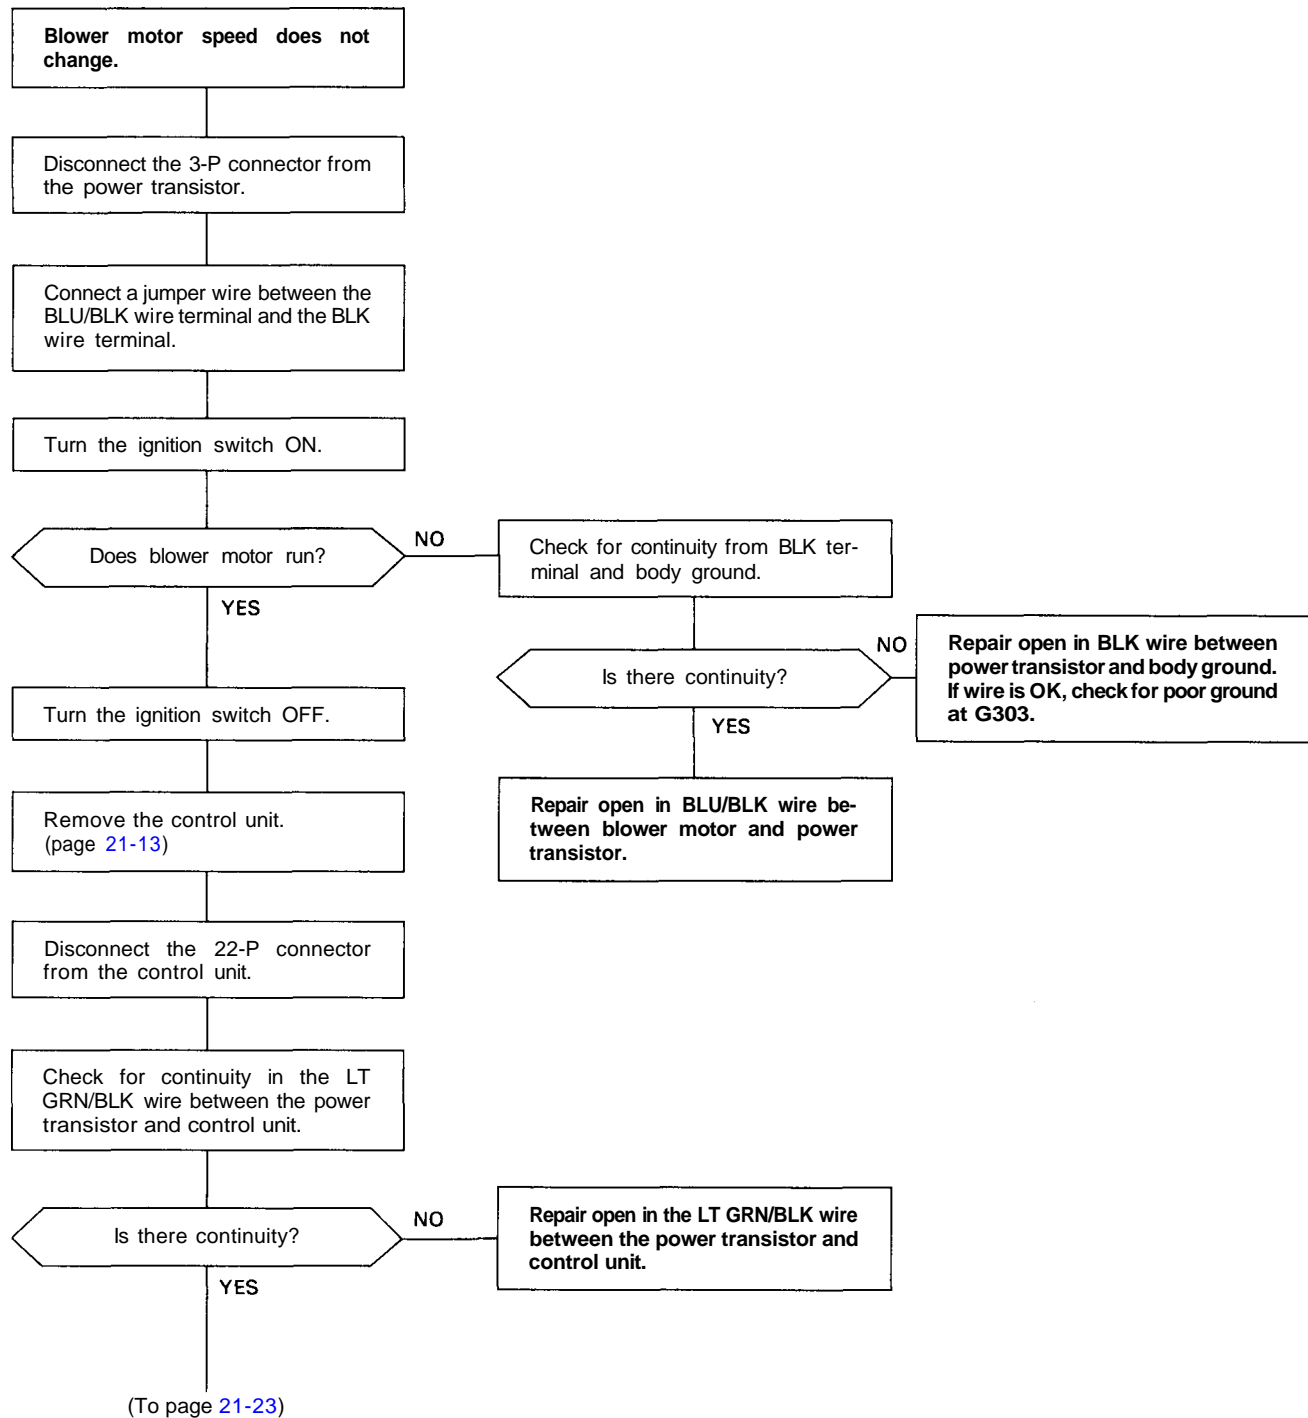 Blower motor speed does not
change.
Disconnect the 3-P connector from
the power transistor.
Connect a jumper wire between the
BLU/BLK wire terminal and the BLK
wire terminal.
Turn the ignition switch ON.
Does blower motor run?
NO
Check for continuity from BLK ter-
minal and body ground.
YES
Is there continuity?
NO
Repair open in BLK wire between
power transistor and body ground.
If wire is OK, check for poor ground
at G303.
YES
Repair open in BLU/BLK wire be-
tween blower motor and power
transistor.
Turn the ignition switch OFF.
Remove the control unit.
(page 21-13)
Disconnect the 22-P connector
from the control unit.
Check for continuity in the LT
GRN/BLK wire between the power
transistor and control unit.
Is there continuity?
NO
Repair open in the LT GRN/BLK wire
between the power transistor and
control unit.
YES
(To page 21-23)